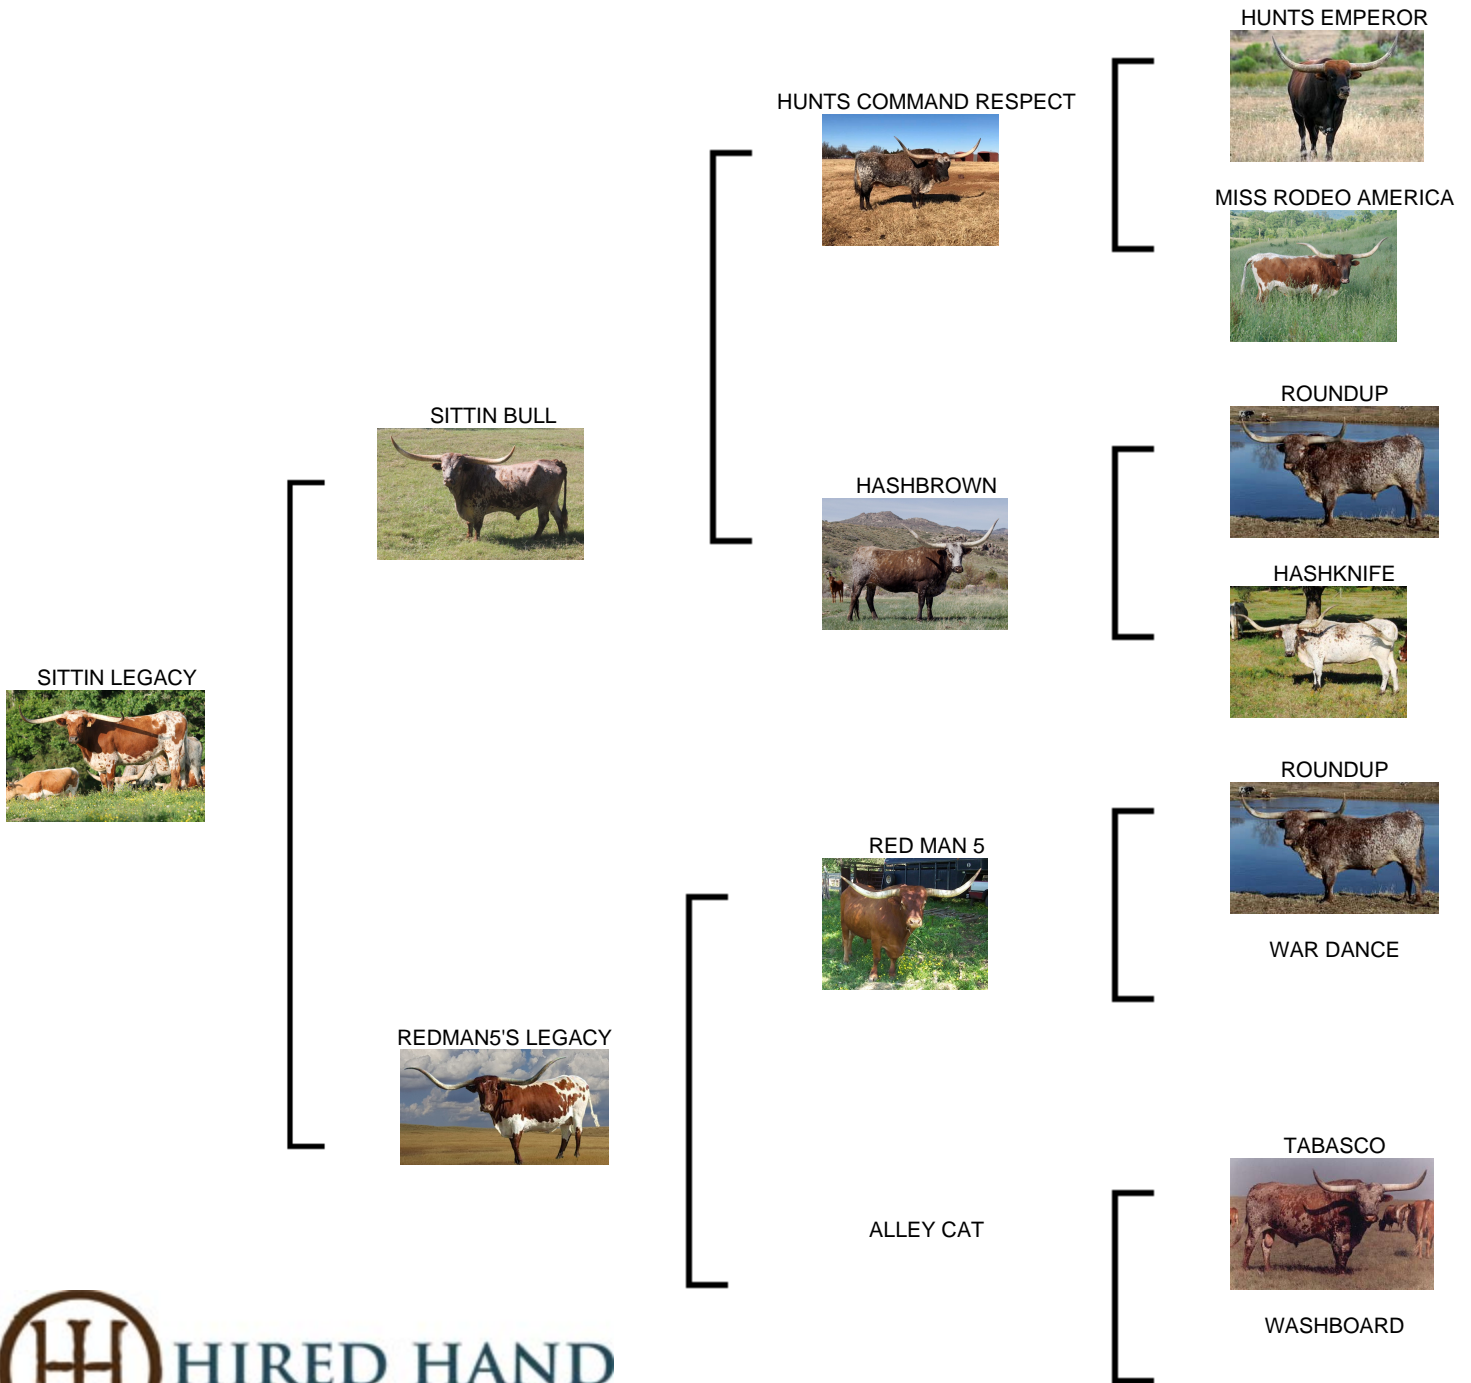 HUNTS EMPEROR
HUNTS COMMAND RESPECT
MISS RODEO AMERICA
ROUNDUP
SITTIN BULL
HASHBROWN
HASHKNIFE
SITTIN LEGACY
ROUNDUP
RED MAN 5
WAR DANCE
REDMAN5'S LEGACY
TABASCO
ALLEY CAT
WASHBOARD
HIRED HAND